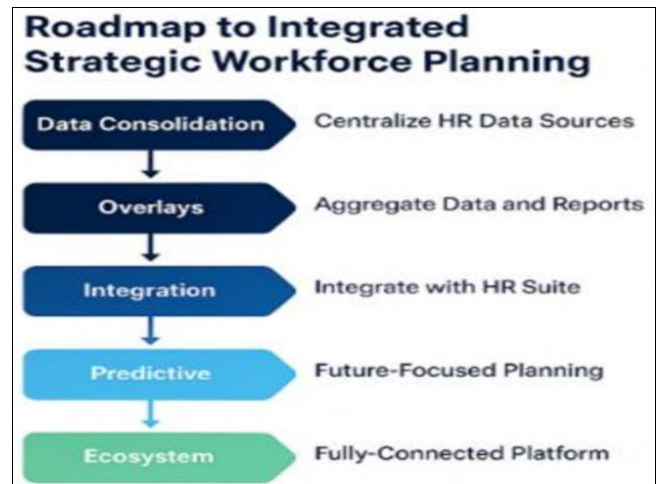 Roadmap to Integrated
Strategic Workforce Planning
Data Consolidation
Centralize HR Data Sources
Overlays
Aggregate Data and Reports
Integration
Integrate with HR Suite
Predictive
Future-Focused Planning
Ecosystem
Fully-Connected Platform